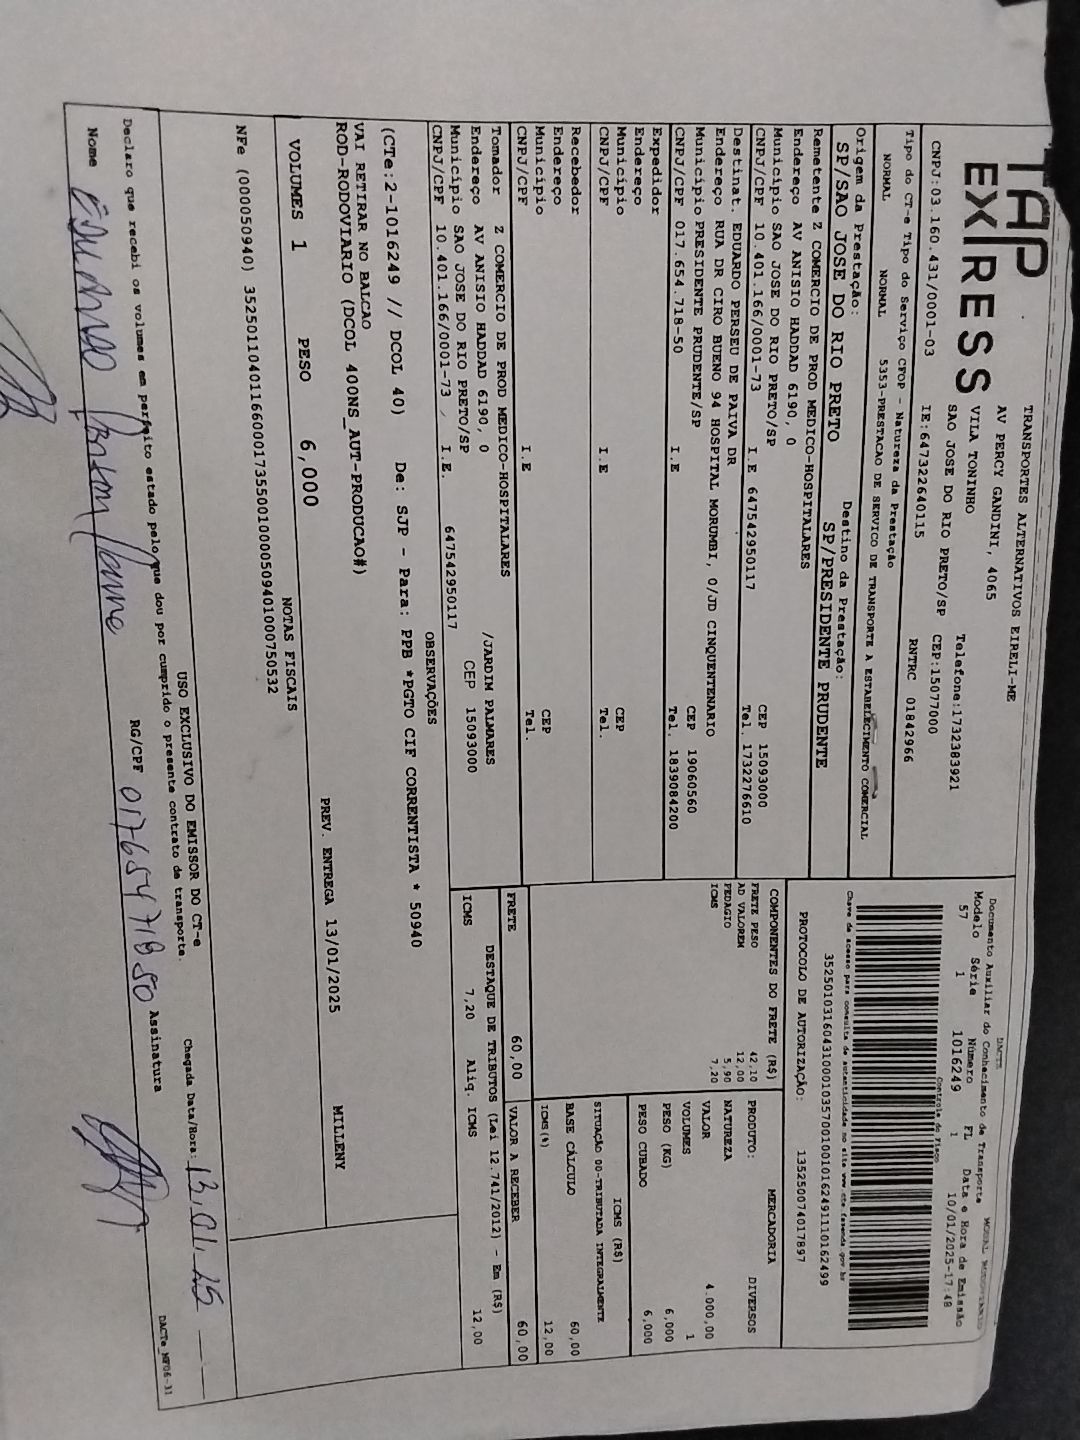 TAP
EXPRESS
TRANSPORTES ALTERNATIVOS EIRELI-ME
AV PERCY GANDINI, 4065
VILA TONINHO
SAO JOSE DO RIO PRETO/SP
Telefone:1732383921
CEP:15077000
CNPJ:03.160.431/0001-03
IE:647322640115
RNTRC 01842966
Tipo do CT-e Tipo do Serviço CFOP - Natureza da Prestação
NORMAL NORMAL 5353-PRESTACAO DE SERVICO DE TRANSPORTE A ESTABELECIMENTO COMERCIAL
Origem da Prestação: Destino da Prestação:
SP/SAO JOSE DO RIO PRETO SP/PRESIDENTE PRUDENTE
Remetente Z COMERCIO DE PROD MEDICO-HOSPITALARES
Endereço AV ANISIO HADDAD 6190, 0
Municipio SAO JOSE DO RIO PRETO/SP CEP 15093000
CNPJ/CPF 10.401.166/0001-73 I.E 647542950117 Tel. 1732276610
Destinat. EDUARDO PERSEU DE PAIVA DR
Endereço RUA DR CIRO BUENO 94 HOSPITAL MORUMBI, 0/JD CINQUENTENARIO
Municipio PRESIDENTE PRUDENTE/SP CEP 19060560
CNPJ/CPF 017.654.718-50 I.E Tel. 1839084200
Expedidor
Endereço
Municipio CEP
CNPJ/CPF I.E Tel.
Recebedor
Endereço
Municipio CEP
CNPJ/CPF I.E Tel.
Tomador Z COMERCIO DE PROD MEDICO-HOSPITALARES
Endereço AV ANISIO HADDAD 6190, 0 /JARDIM PALMARES
Municipio SAO JOSE DO RIO PRETO/SP CEP 15093000
CNPJ/CPF 10.401.166/0001-73 I.E. 647542950117
DACTE
Documento Auxiliar do Conhecimento de Transporte
Modelo Série Número FL Data e Hora de Emissão
57 1 1016249 1 10/01/2025-17:48
Controle do Fisco
Chave de acesso para consulta de autenticidade no site www.cte.fazenda.gov.br
35250103160431000103570010010162491110162499
PROTOCOLO DE AUTORIZAÇÃO: 135250074017897
COMPONENTES DO FRETE (R$)
FRETE PESO 42,10
AD VALOREM 12,00
PEDAGIO 5,90
ICMS 7,20
FRETE 60,00
MERCADORIA
PRODUTO: DIVERSOS
NATUREZA
VALOR 4.000,00
VOLUMES 1
PESO (KG) 6,000
PESO CUBADO 6,000
ICMS (R$)
SITUAÇÃO 00-TRIBUTADA INTEGRALMENTE
BASE CÁLCULO 60,00
ICMS(%) 12,00
VALOR A RECEBER 60,00
DESTAQUE DE TRIBUTOS (Lei 12.741/2012) - Em (R$)
ICMS 7,20 Aliq. ICMS 12,00
OBSERVAÇÕES
(CTe:2-1016249 // DCOL 40) De: SJP - Para: PPB *PGTO CIF CORRENTISTA * 50940
VAI RETIRAR NO BALCAO
ROD-RODOVIARIO (DCOL 400NS_AUT-PRODUCAO#)
VOLUMES 1 PESO 6,000
PREV. ENTREGA 13/01/2025 MILLENY
NOTAS FISCAIS
NFe (000050940) 35250110401166000173550010000509401000750532
USO EXCLUSIVO DO EMISSOR DO CT-e
Declaro que recebi os volumes em perfeito estado pelo que dou por cumprido o presente contrato de transporte.
Chegada Data/Hora: 13.01.25
Nome RG/CPF 01765471850 Assinatura
DACTe_NF06-31